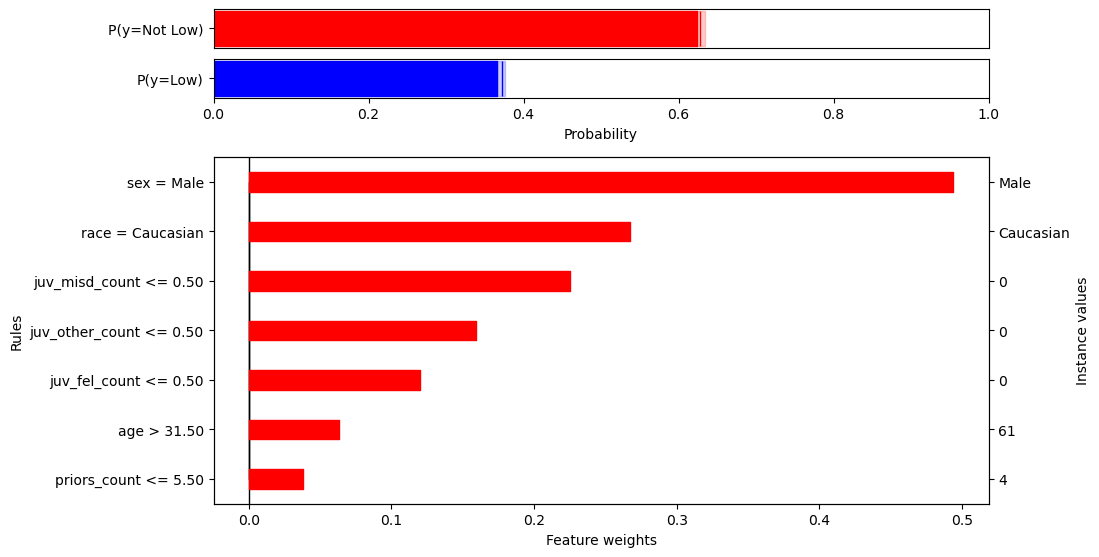 P(y=Not Low)
P(y=Low)
0.0 0.2 0.4 0.6 0.8 1.0
Probability
sex = Male Male
race = Caucasian Caucasian
juv_misd_count <= 0.50 0
juv_other_count <= 0.50 0
juv_fel_count <= 0.50 0
age > 31.50 61
priors_count <= 5.50 4
Rules
Instance values
0.0 0.1 0.2 0.3 0.4 0.5
Feature weights